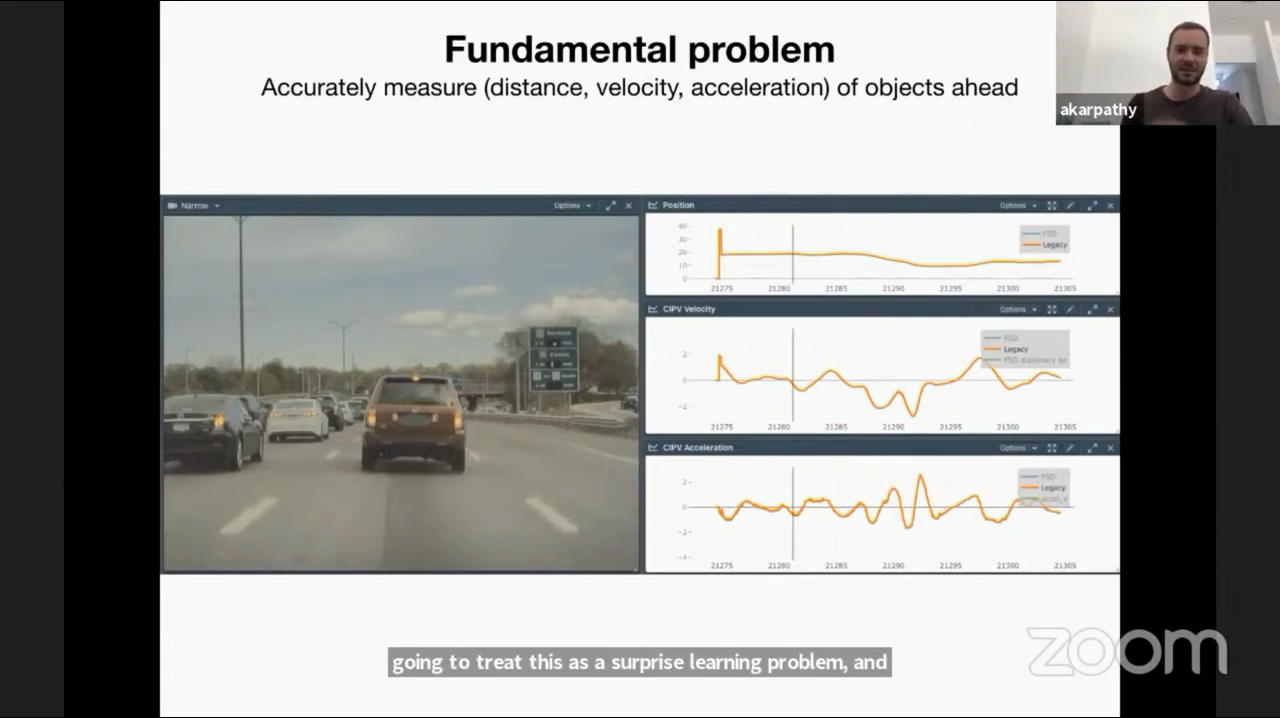 Fundamental problem
Accurately measure (distance, velocity, acceleration) of objects ahead
akarpathy
Narrow
Options
Position
Options
40
30
20
10
0
FSD
Legacy
21275 21280 21285 21290 21295 21300 21305
CIPV Velocity
Options
2
0
-2
FSD
Legacy
FSD stationary bit
21275 21280 21285 21290 21295 21300 21305
CIPV Acceleration
Options
2
0
-2
-4
FSD
Legacy
21275 21280 21285 21290 21295 21300 21305
going to treat this as a surprise learning problem, and
zoom